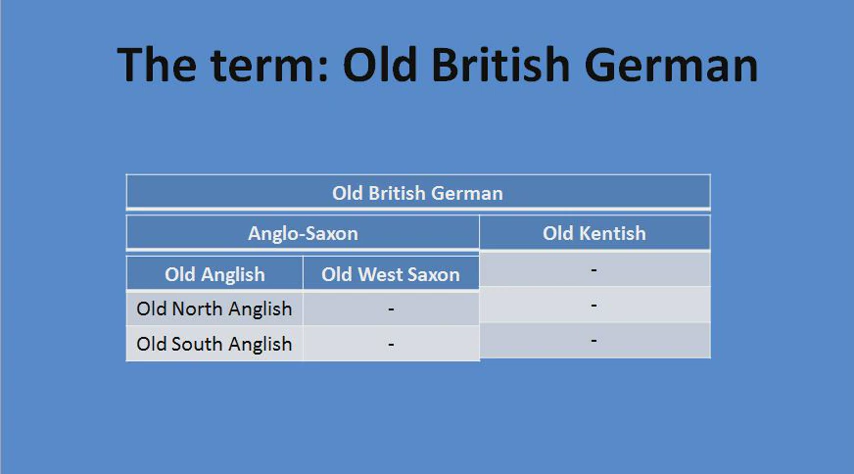 The term: Old British German
Old British German
Anglo-Saxon Old Kentish
Old Anglish Old West Saxon -
Old North Anglish - -
Old South Anglish - -